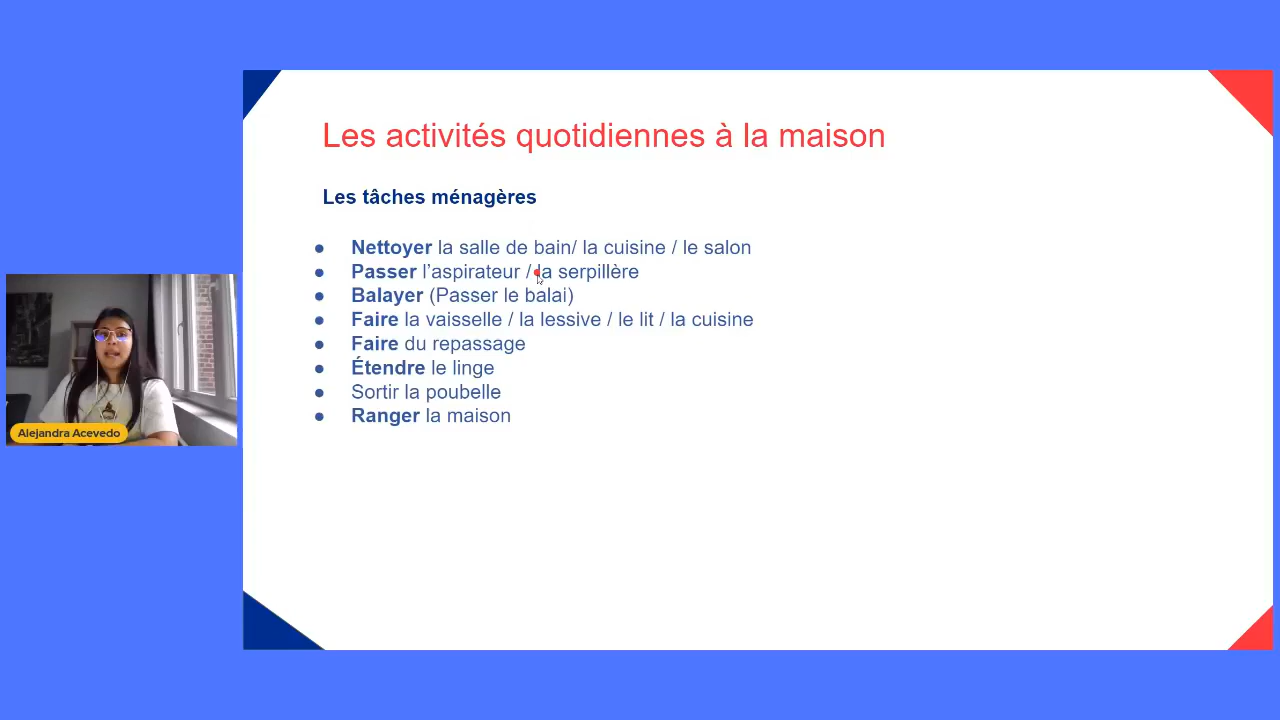 Les activités quotidiennes à la maison
Les tâches ménagères
● Nettoyer la salle de bain/ la cuisine / le salon
● Passer l’aspirateur / la serpillère
● Balayer (Passer le balai)
● Faire la vaisselle / la lessive / le lit / la cuisine
● Faire du repassage
● Étendre le linge
● Sortir la poubelle
● Ranger la maison
Alejandra Acevedo